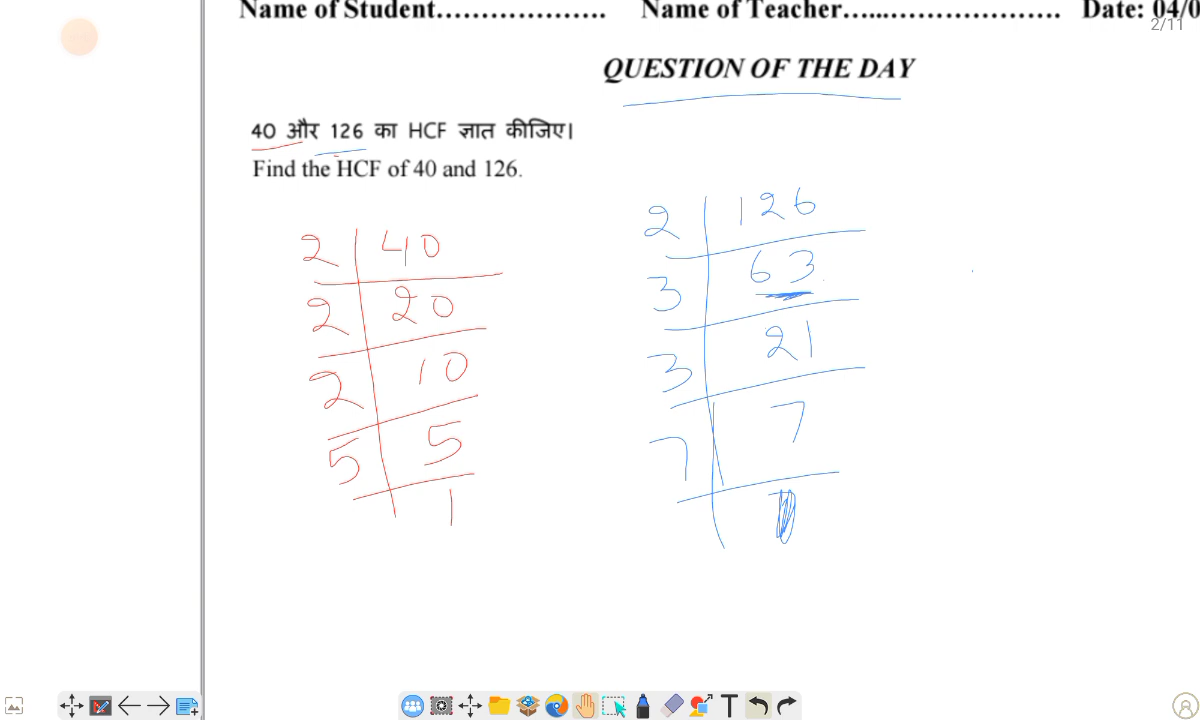 Name of Student................... Name of Teacher......................... Date: 04/0
2/11
QUESTION OF THE DAY
40 और 126 का HCF ज्ञात कीजिए।
Find the HCF of 40 and 126.
2 | 40
2 | 20
2 | 10
5 | 5
1
2 | 126
3 | 63
3 | 21
7 | 7
T